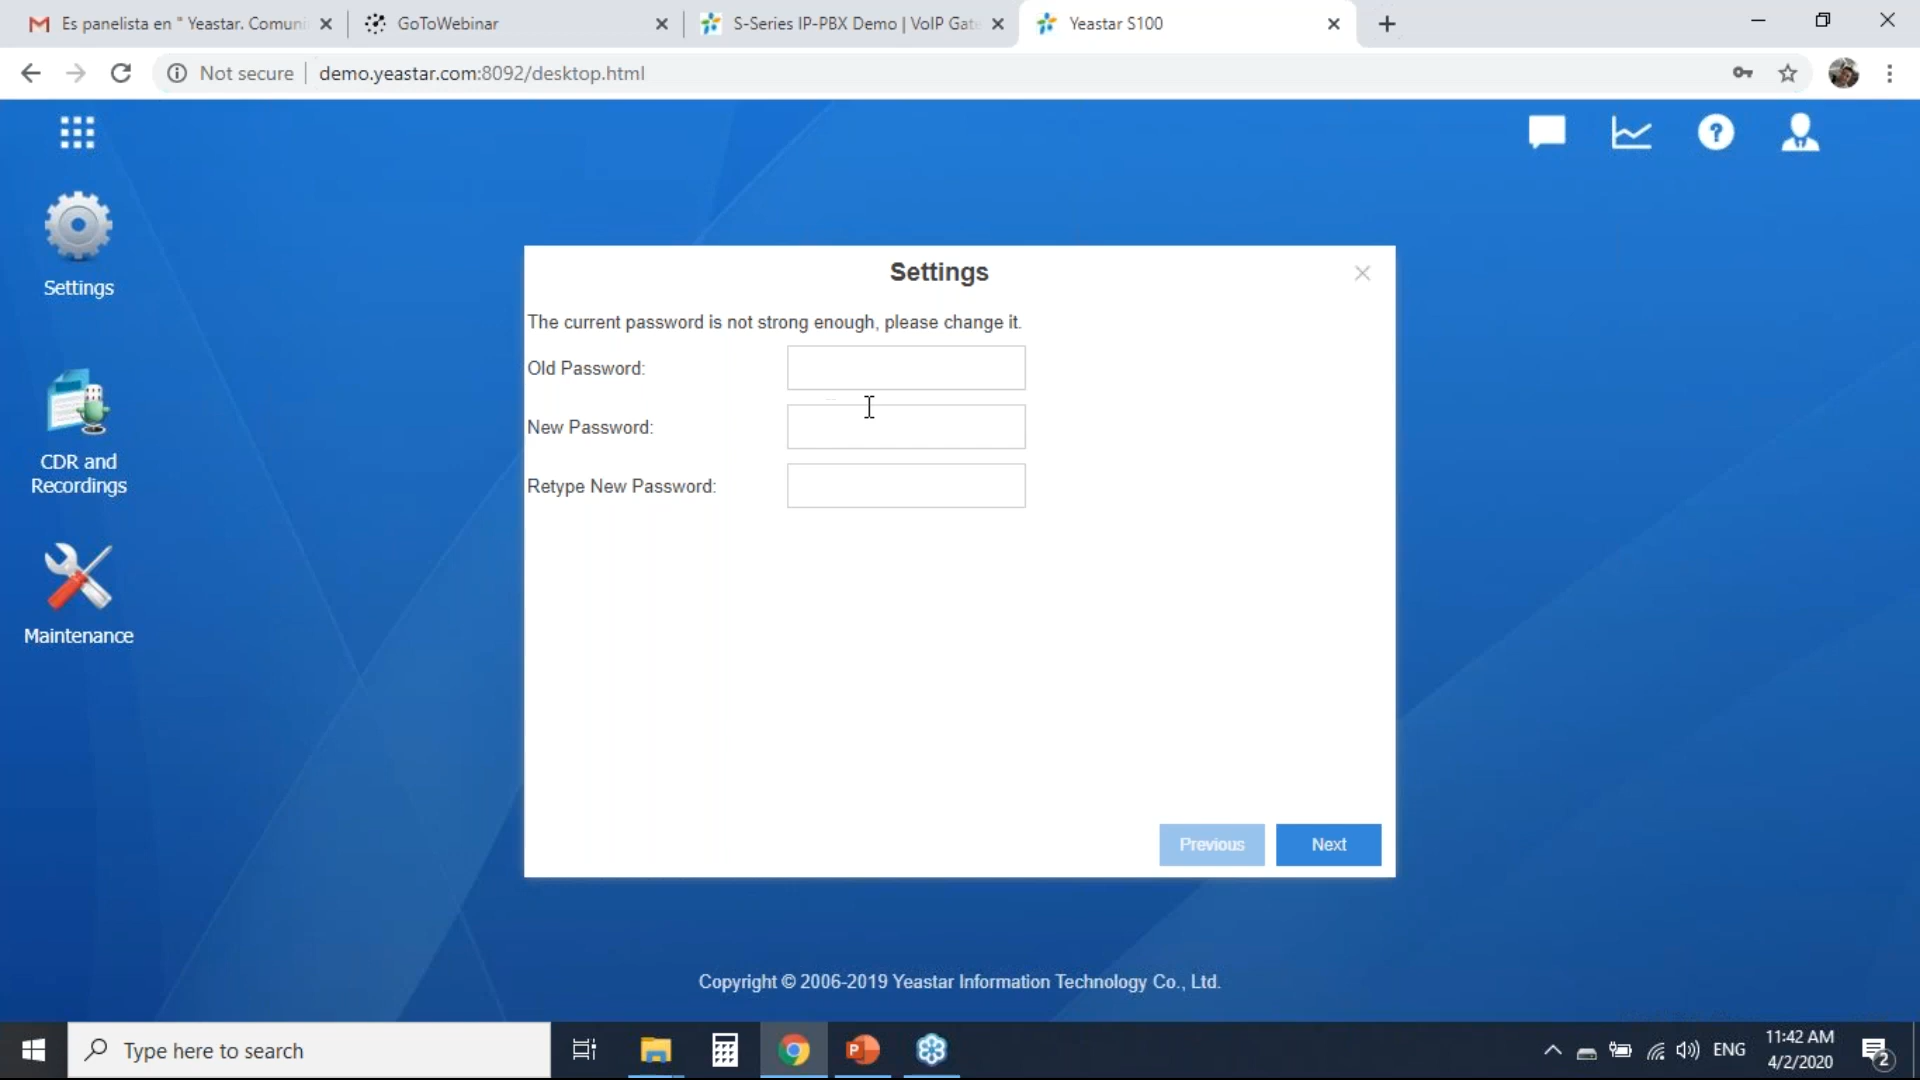 Es panelista en " Yeastar. Comuni
GoToWebinar
S-Series IP-PBX Demo | VoIP Gate
Yeastar S100
Not secure
demo.yeastar.com:8092/desktop.html
Settings
CDR and
Recordings
Maintenance
Settings
The current password is not strong enough, please change it.
Old Password:
New Password:
Retype New Password:
Previous
Next
Copyright © 2006-2019 Yeastar Information Technology Co., Ltd.
Type here to search
ENG
11:42 AM
4/2/2020
2